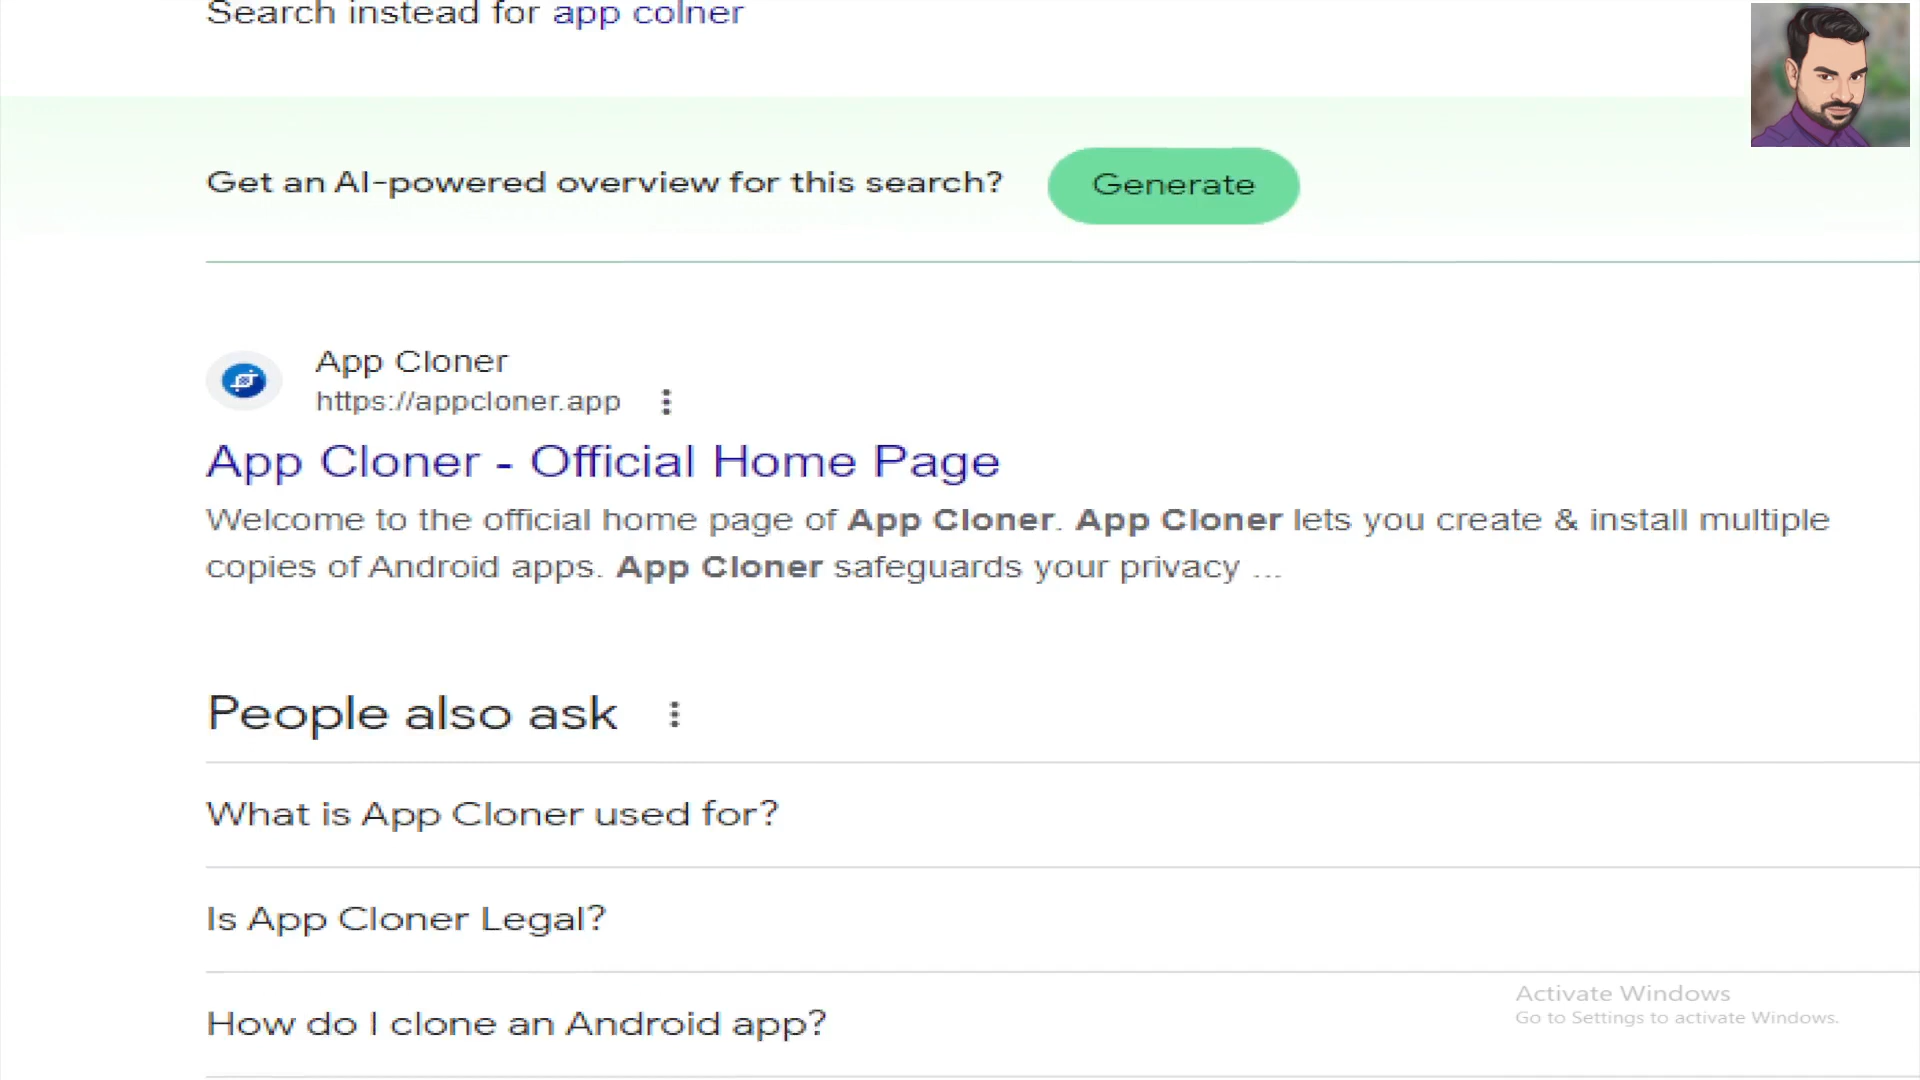 Search instead for app colner
Get an AI-powered overview for this search?
Generate
App Cloner
https://appcloner.app
App Cloner - Official Home Page
Welcome to the official home page of App Cloner. App Cloner lets you create & install multiple
copies of Android apps. App Cloner safeguards your privacy ...
People also ask
What is App Cloner used for?
Is App Cloner Legal?
How do I clone an Android app?
Activate Windows
Go to Settings to activate Windows.